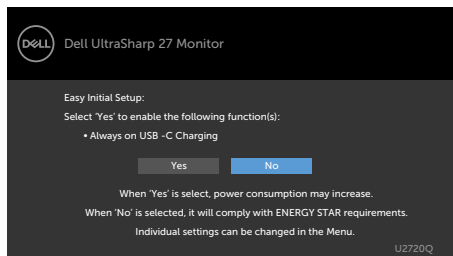 DELL
Dell UltraSharp 27 Monitor
Easy Initial Setup:
Select 'Yes' to enable the following function(s):
• Always on USB -C Charging
Yes No
When 'Yes' is select, power consumption may increase.
When 'No' is selected, it will comply with ENERGY STAR requirements.
Individual settings can be changed in the Menu.
U2720Q